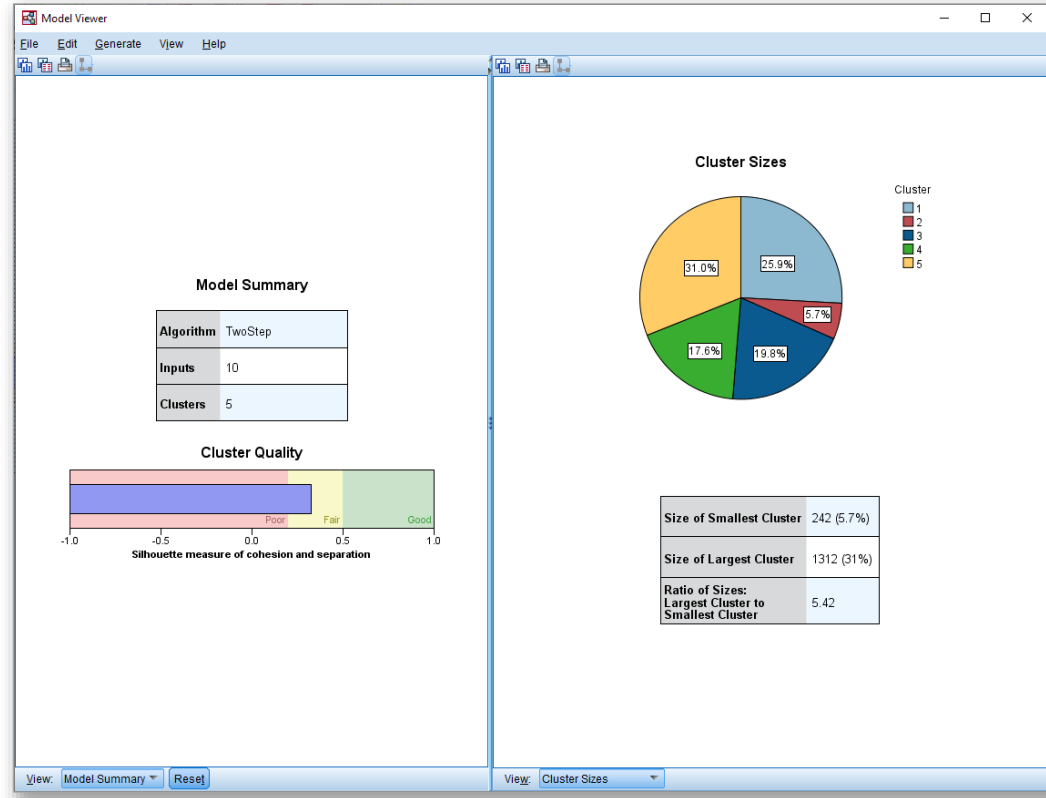 Model Viewer
File Edit Generate View Help
Model Summary
Algorithm TwoStep
Inputs 10
Clusters 5
Cluster Quality
Poor Fair Good
-1.0 -0.5 0.0 0.5 1.0
Silhouette measure of cohesion and separation
View: Model Summary Reset
Cluster Sizes
Cluster
1
2
3
4
5
31.0% 25.9%
5.7%
17.6% 19.8%
Size of Smallest Cluster 242 (5.7%)
Size of Largest Cluster 1312 (31%)
Ratio of Sizes:
Largest Cluster to 5.42
Smallest Cluster
View: Cluster Sizes